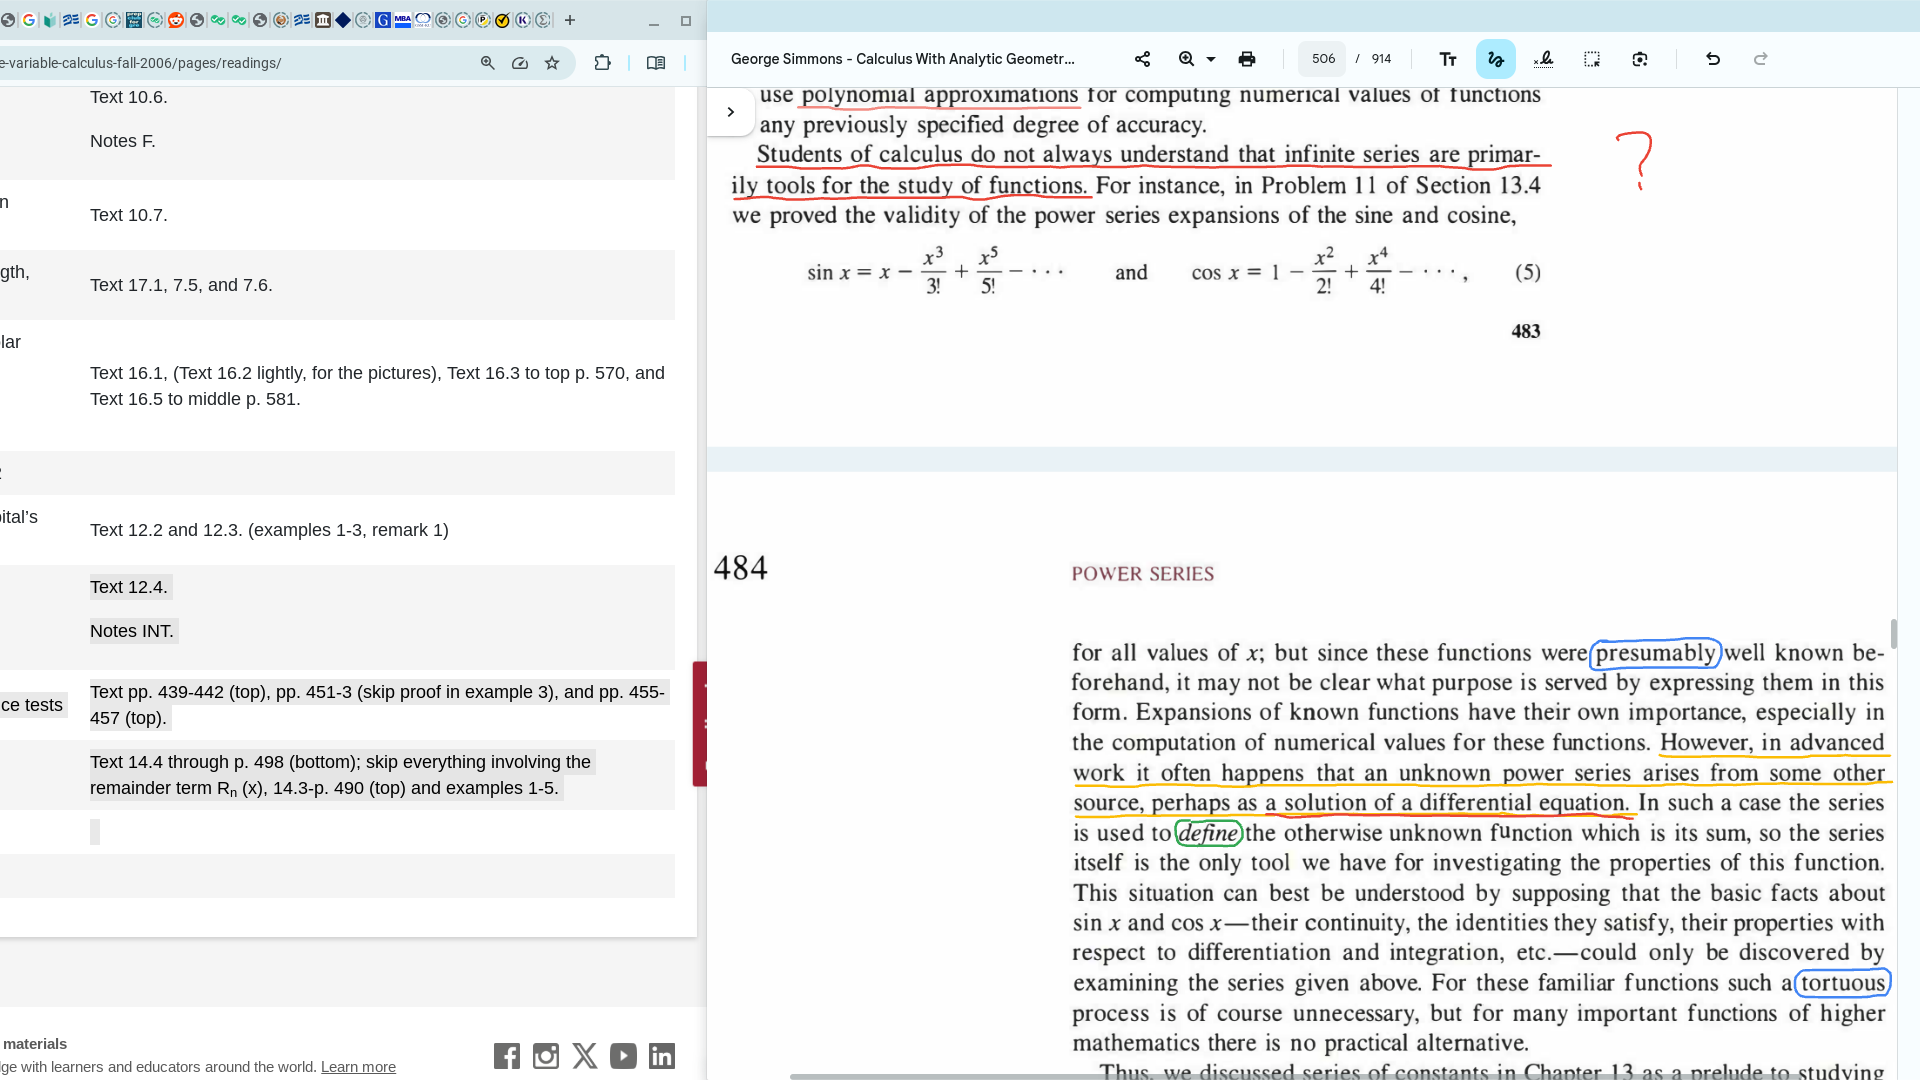 e-variable-calculus-fall-2006/pages/readings/
Text 10.6.
Notes F.
n
Text 10.7.
gth,
Text 17.1, 7.5, and 7.6.
lar
Text 16.1, (Text 16.2 lightly, for the pictures), Text 16.3 to top p. 570, and
Text 16.5 to middle p. 581.
pital’s
Text 12.2 and 12.3. (examples 1-3, remark 1)
Text 12.4.
Notes INT.
ce tests
Text pp. 439-442 (top), pp. 451-3 (skip proof in example 3), and pp. 455-
457 (top).
Text 14.4 through p. 498 (bottom); skip everything involving the
remainder term Rn (x), 14.3-p. 490 (top) and examples 1-5.
materials
ge with learners and educators around the world. Learn more
George Simmons - Calculus With Analytic Geometr...
506 / 914
use polynomial approximations for computing numerical values of functions
any previously specified degree of accuracy.
Students of calculus do not always understand that infinite series are primar-
ily tools for the study of functions. For instance, in Problem 11 of Section 13.4
we proved the validity of the power series expansions of the sine and cosine,
?
sin x = x − x³/3! + x⁵/5! − · · · and cos x = 1 − x²/2! + x⁴/4! − · · · , (5)
483
484
POWER SERIES
for all values of x; but since these functions were presumably well known be-
forehand, it may not be clear what purpose is served by expressing them in this
form. Expansions of known functions have their own importance, especially in
the computation of numerical values for these functions. However, in advanced
work it often happens that an unknown power series arises from some other
source, perhaps as a solution of a differential equation. In such a case the series
is used to define the otherwise unknown function which is its sum, so the series
itself is the only tool we have for investigating the properties of this function.
This situation can best be understood by supposing that the basic facts about
sin x and cos x—their continuity, the identities they satisfy, their properties with
respect to differentiation and integration, etc.—could only be discovered by
examining the series given above. For these familiar functions such a tortuous
process is of course unnecessary, but for many important functions of higher
mathematics there is no practical alternative.
Thus, we discussed series of constants in Chapter 13 as a prelude to studying